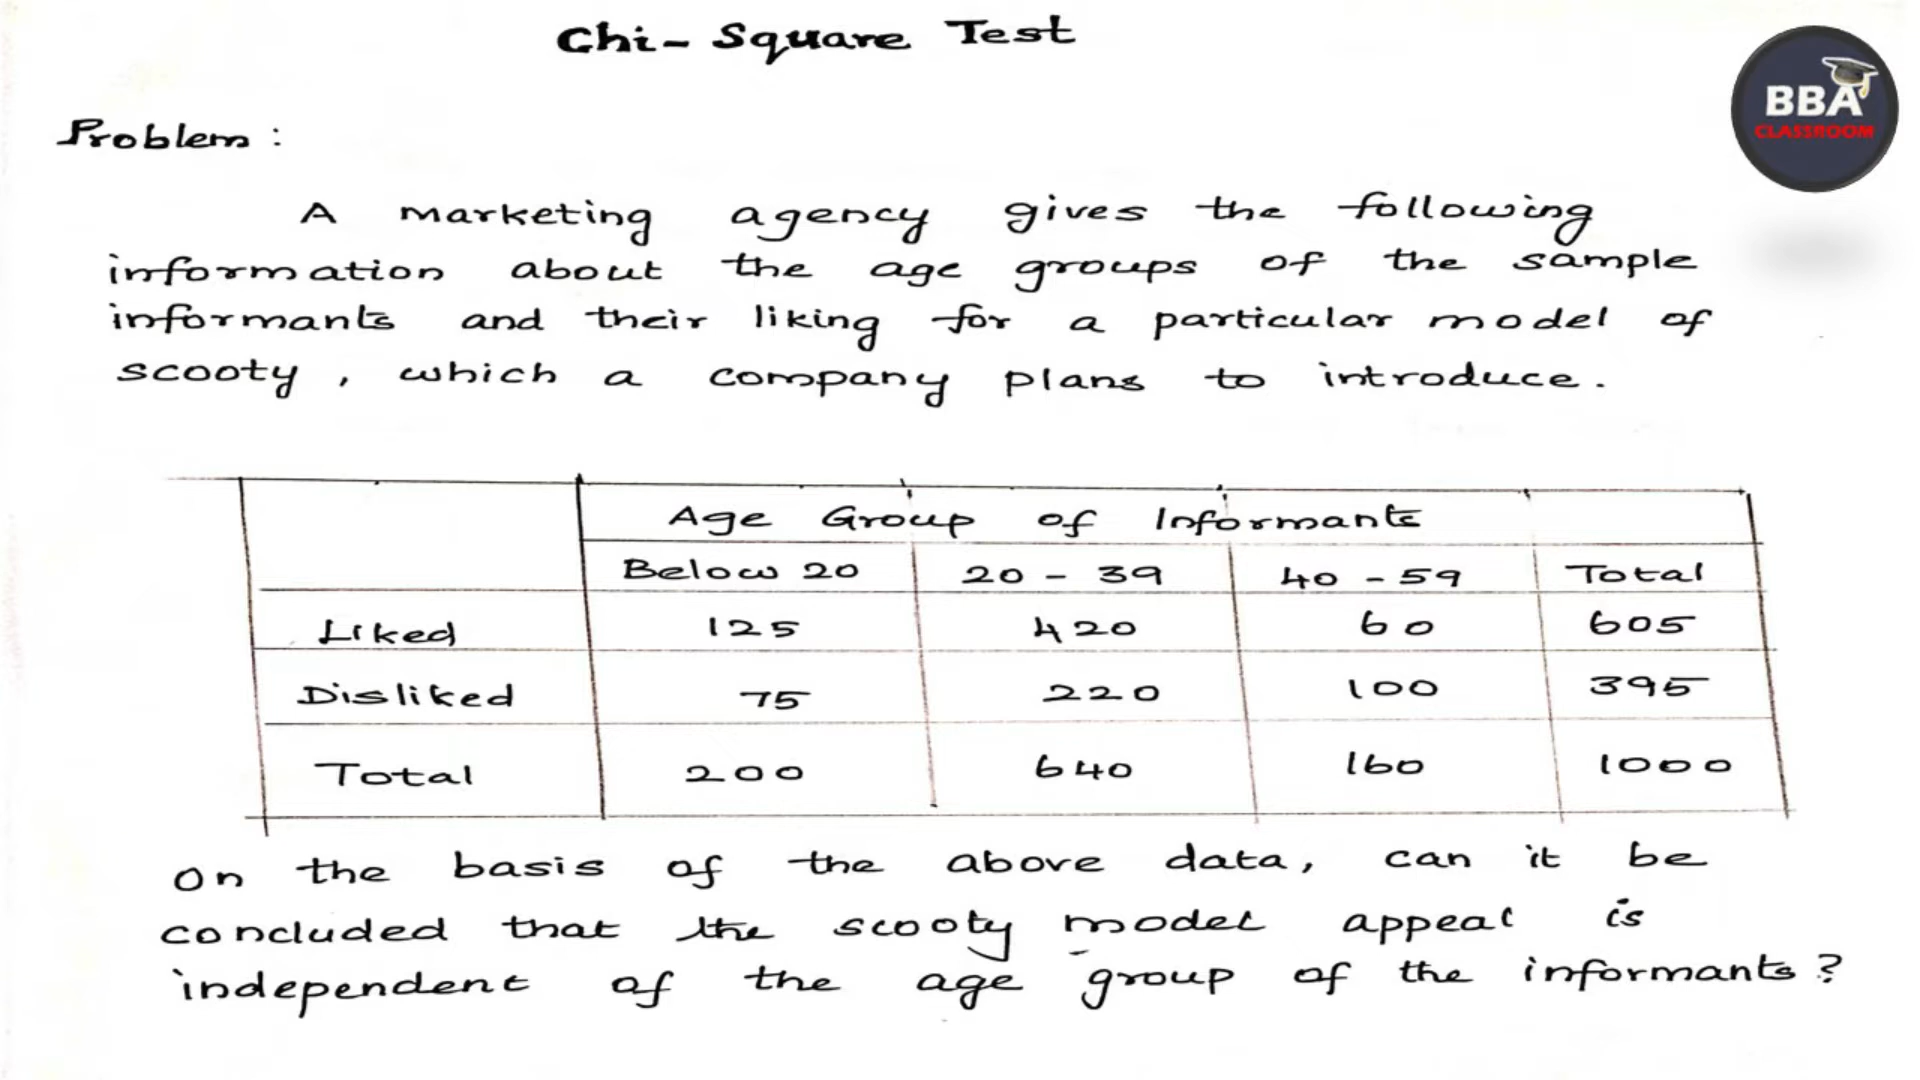 Chi-Square Test
BBA
CLASSROOM
Problem :
A marketing agency gives the following
information about the age groups of the sample
informants and their liking for a particular model of
scooty, which a company plans to introduce.
Age Group of Informants
Below 20 20-39 40-59 Total
Liked 125 420 60 605
Disliked 75 220 100 395
Total 200 640 160 1000
On the basis of the above data, can it be
concluded that the scooty model appeal is
independent of the age group of the informants?